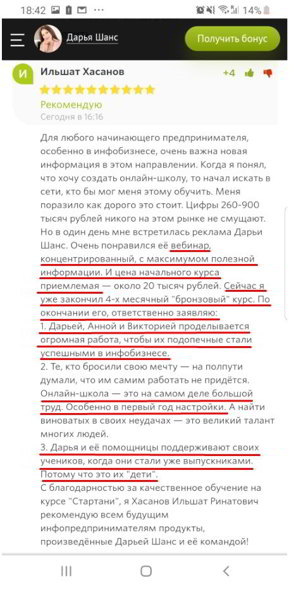 18:42
14%
Дарья Шанс
Получить бонус
И
Ильшат Хасанов
+4
Рекомендую
Сегодня в 16:16
Для любого начинающего предпринимателя,
особенно в инфобизнесе, очень важна новая
информация в этом направлении. Когда я понял,
что хочу создать онлайн-школу, то начал искать в
сети, кто бы мог меня этому обучить. Меня
поразило как дорого это стоит. Цифры 260-900
тысяч рублей никого на этом рынке не смущают.
Но в один день мне встретилась реклама Дарьи
Шанс. Очень понравился её вебинар,
концентрированный, с максимумом полезной
информации. И цена начального курса
приемлемая — около 20 тысяч рублей. Сейчас я
уже закончил 4-х месячный "бронзовый" курс. По
окончании его, ответственно заявляю:
1. Дарьей, Анной и Викторией проделывается
огромная работа, чтобы их подопечные стали
успешными в инфобизнесе.
2. Те, кто бросили свою мечту — на полпути
думали, что им самим работать не придётся.
Онлайн-школа — это на самом деле большой
труд. Особенно в первый год настройки. А найти
виноватых в своих неудачах — это великий талант
многих людей.
3. Дарья и её помощницы поддерживают своих
учеников, когда они стали уже выпускниками.
Потому что это их "дети".
С благодарностью за качественное обучение на
курсе "Стартани", я Хасанов Ильшат Ринатович
рекомендую всем будущим
инфопредпринимателям продукты,
произведённые Дарьей Шанс и её командой!